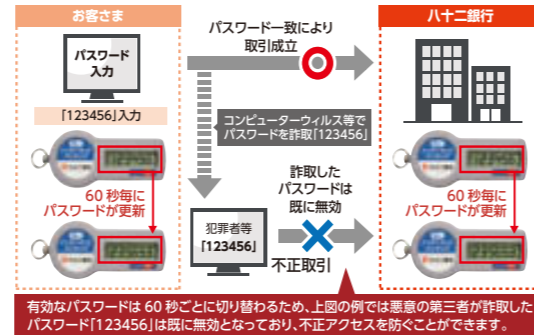 お客さま
パスワード
入力
「123456」入力
60 秒毎に
パスワードが更新
パスワード一致により
取引成立
コンピューターウィルス等で
パスワードを詐取「123456」
犯罪者等
「123456」
詐取した
パスワードは
既に無効
不正取引
八十二銀行
60 秒毎に
パスワードが更新
有効なパスワードは 60 秒ごとに切り替わるため、上図の例では悪意の第三者が詐取した
パスワード「123456」は既に無効となっており、不正アクセスを防ぐことができます。